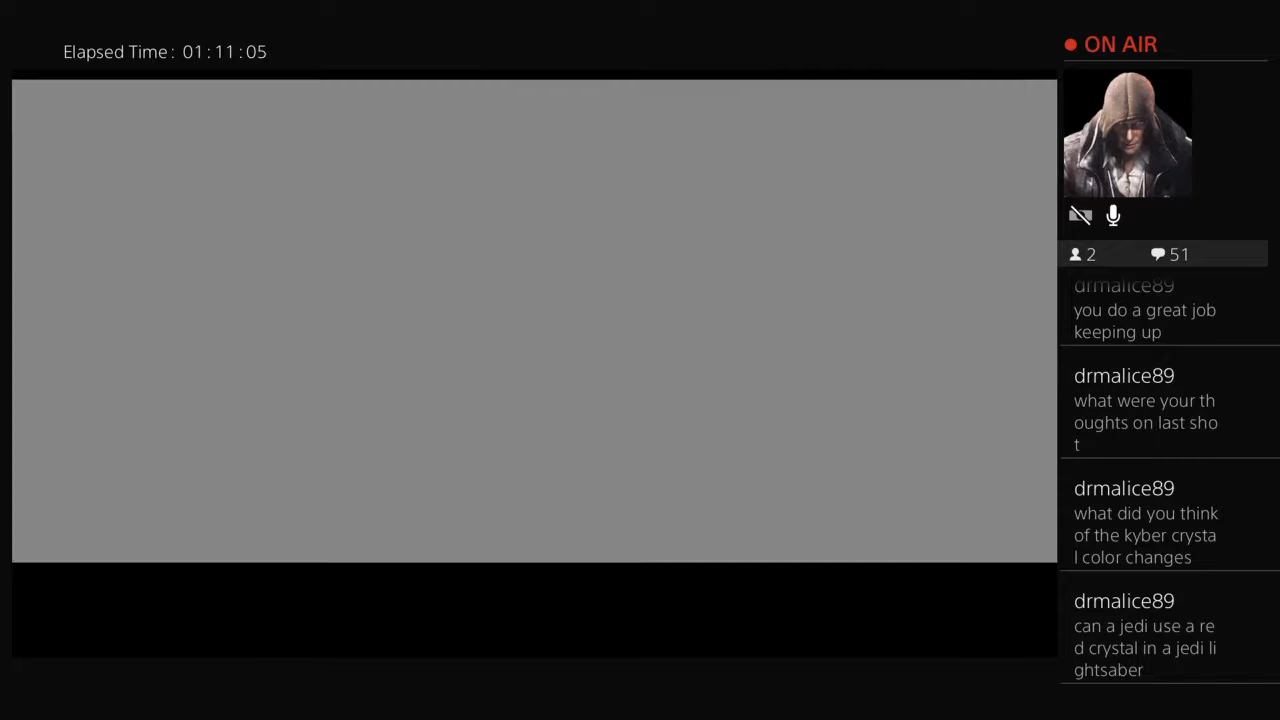 Elapsed Time: 01:11:05
ON AIR
2
51
drmalice89
you do a great job
keeping up
drmalice89
what were your th
oughts on last sho
t
drmalice89
what did you think
of the kyber crysta
l color changes
drmalice89
can a jedi use a re
d crystal in a jedi li
ghtsaber